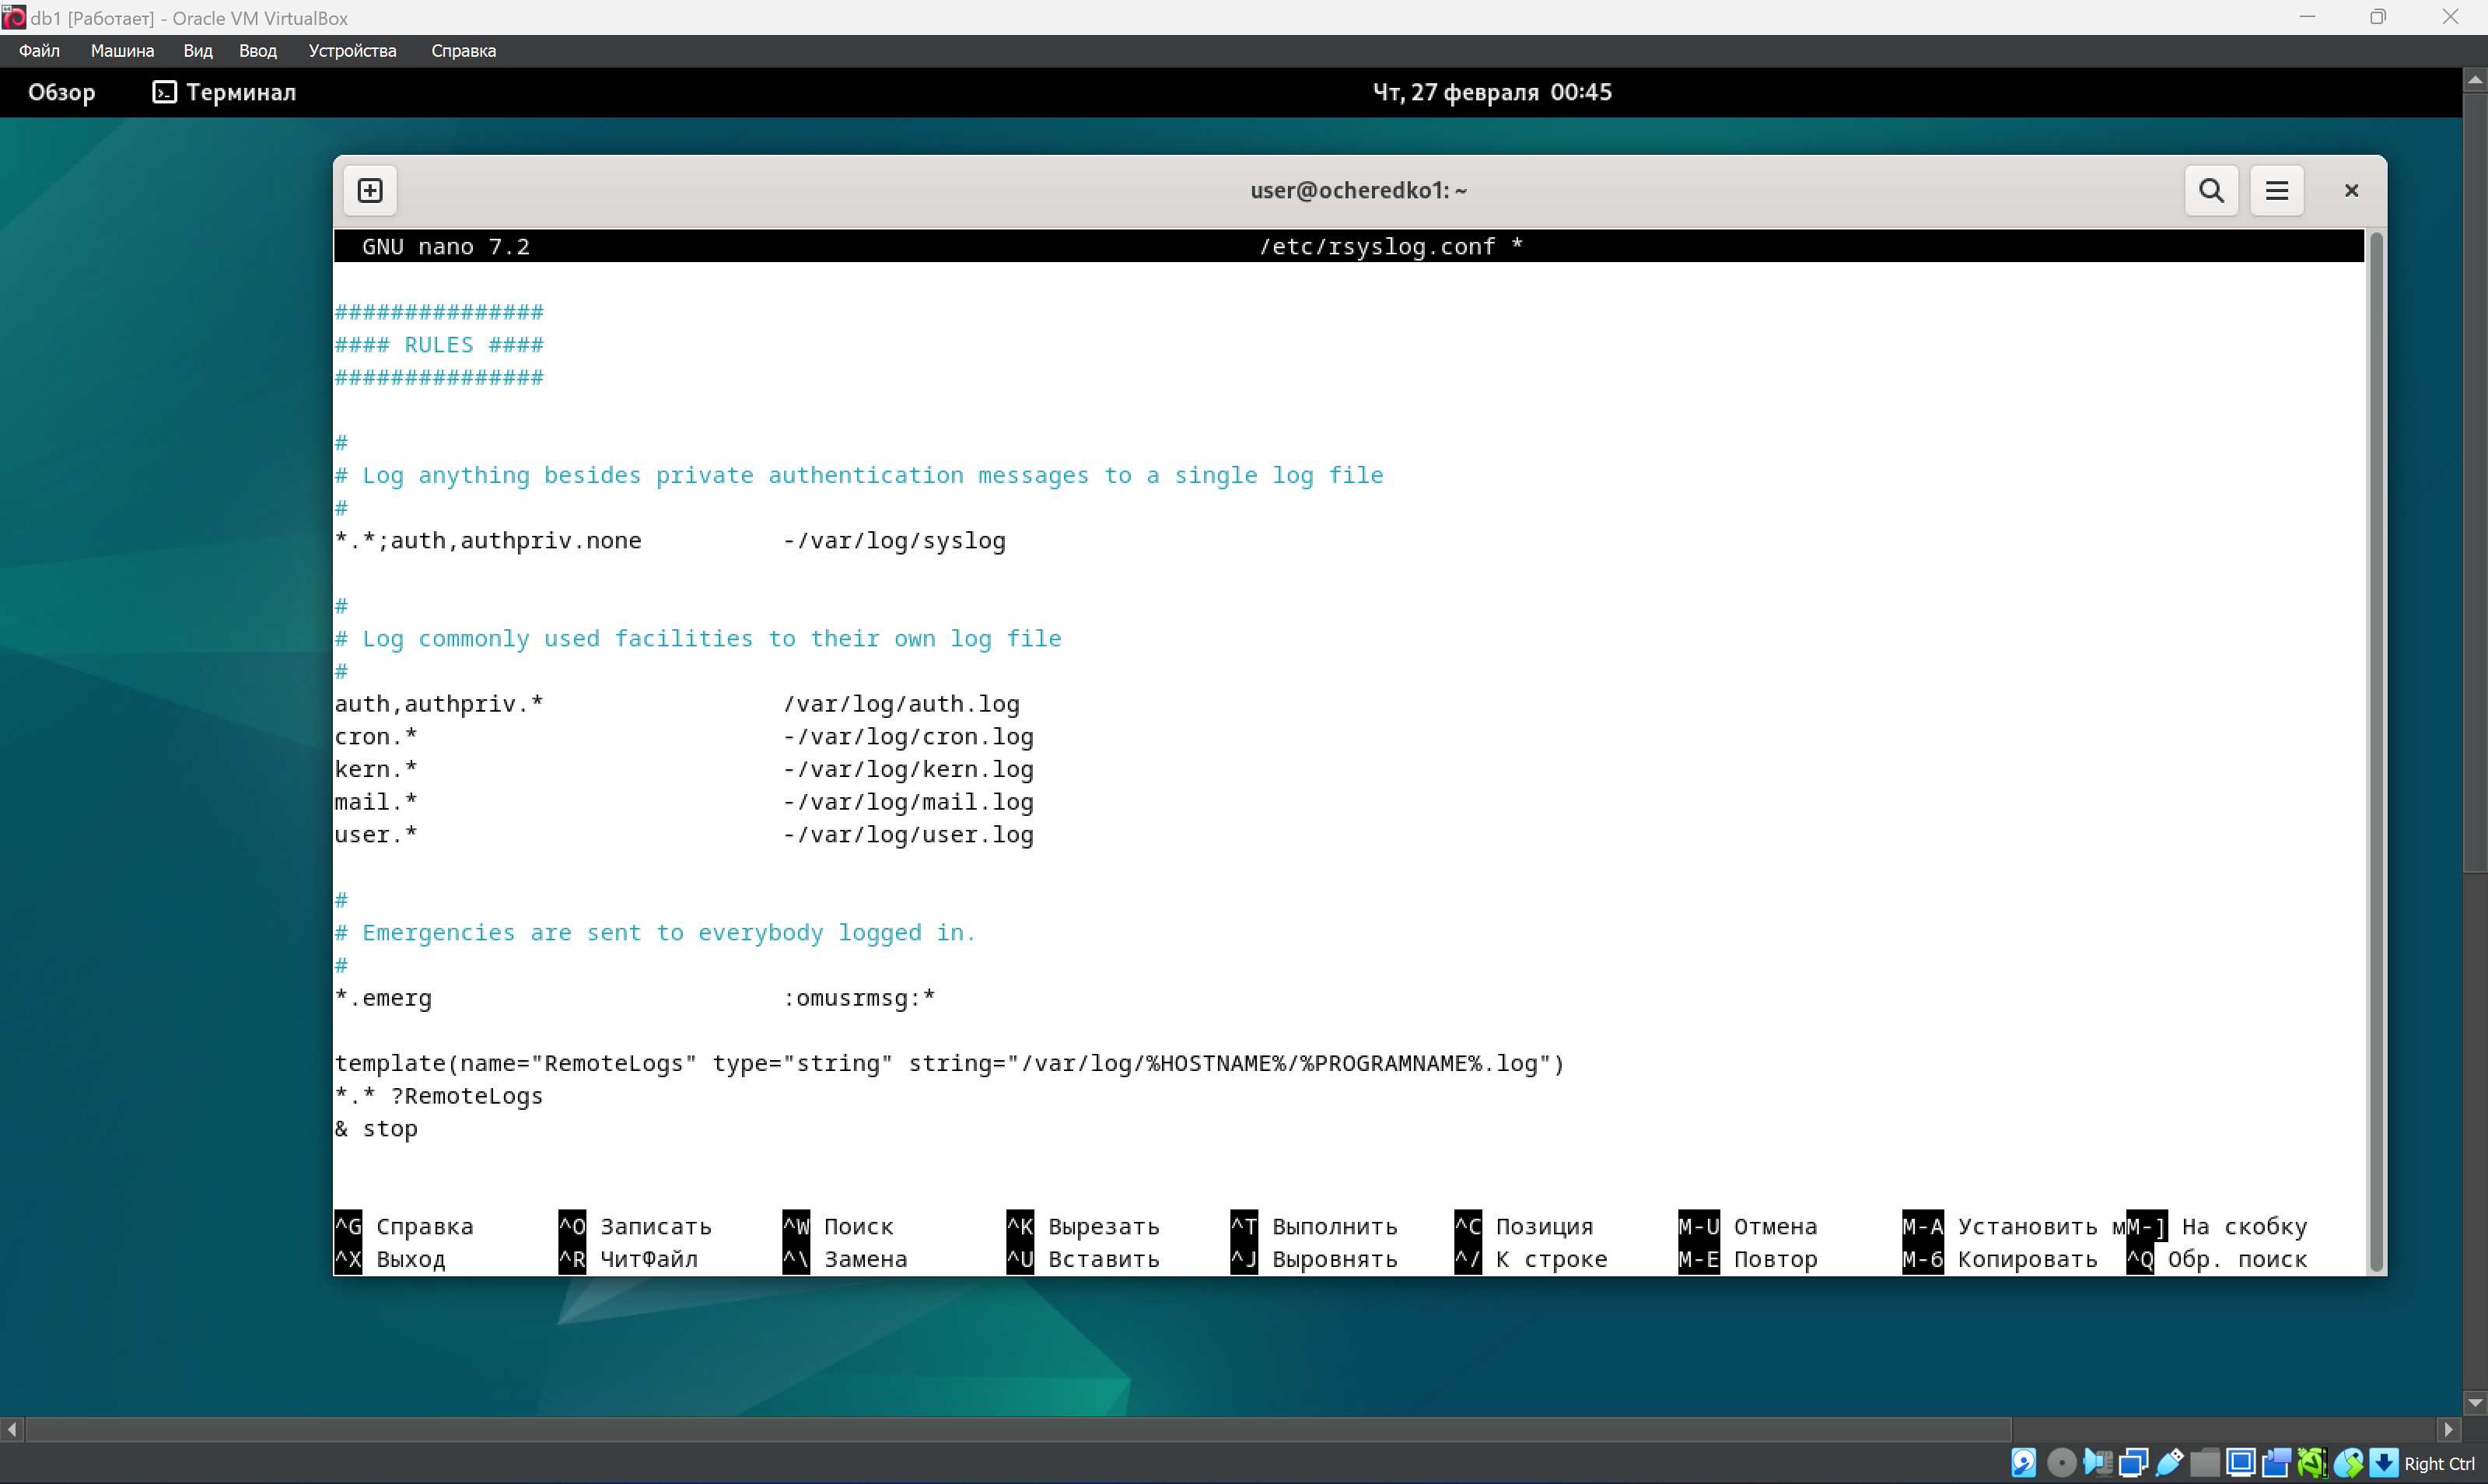 db1 [Работает] - Oracle VM VirtualBox
Файл Машина Вид Ввод Устройства Справка
Обзор Терминал Чт, 27 февраля 00:45
user@ocheredko1: ~
GNU nano 7.2 /etc/rsyslog.conf *
###############
#### RULES ####
###############
#
# Log anything besides private authentication messages to a single log file
#
*.*;auth,authpriv.none -/var/log/syslog
#
# Log commonly used facilities to their own log file
#
auth,authpriv.* /var/log/auth.log
cron.* -/var/log/cron.log
kern.* -/var/log/kern.log
mail.* -/var/log/mail.log
user.* -/var/log/user.log
#
# Emergencies are sent to everybody logged in.
#
*.emerg :omusrmsg:*
template(name="RemoteLogs" type="string" string="/var/log/%HOSTNAME%/%PROGRAMNAME%.log")
*.* ?RemoteLogs
& stop
^G Справка ^O Записать ^W Поиск ^K Вырезать ^T Выполнить ^C Позиция M-U Отмена M-A Установить мM-] На скобку
^X Выход ^R ЧитФайл ^\ Замена ^U Вставить ^J Выровнять ^/ К строке M-E Повтор M-6 Копировать ^Q Обр. поиск
Right Ctrl